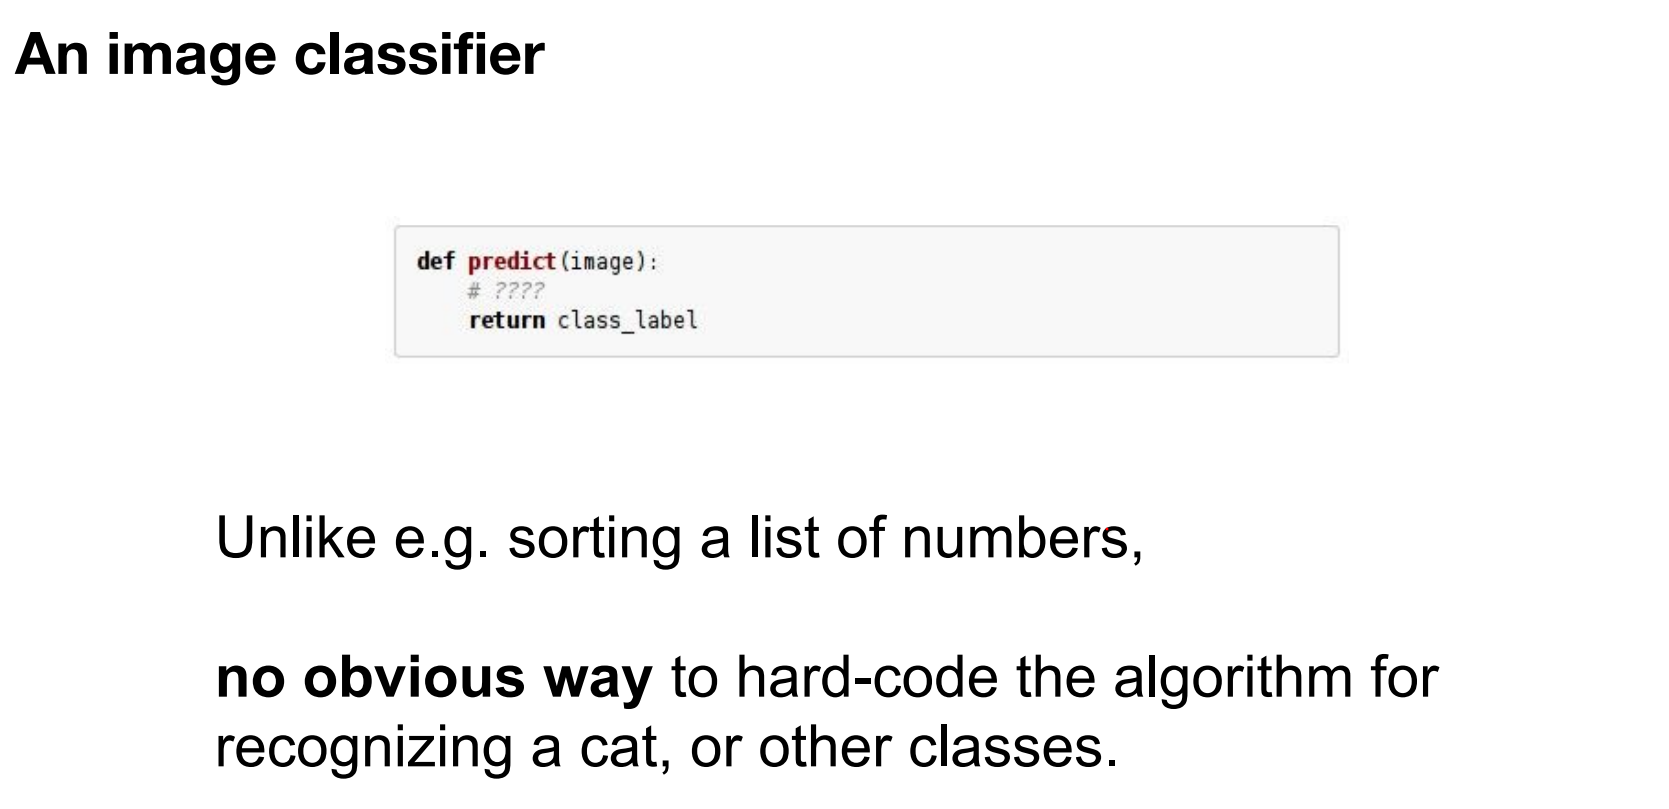 An image classifier
def predict(image):
    # ????
    return class_label
Unlike e.g. sorting a list of numbers,
no obvious way to hard-code the algorithm for
recognizing a cat, or other classes.